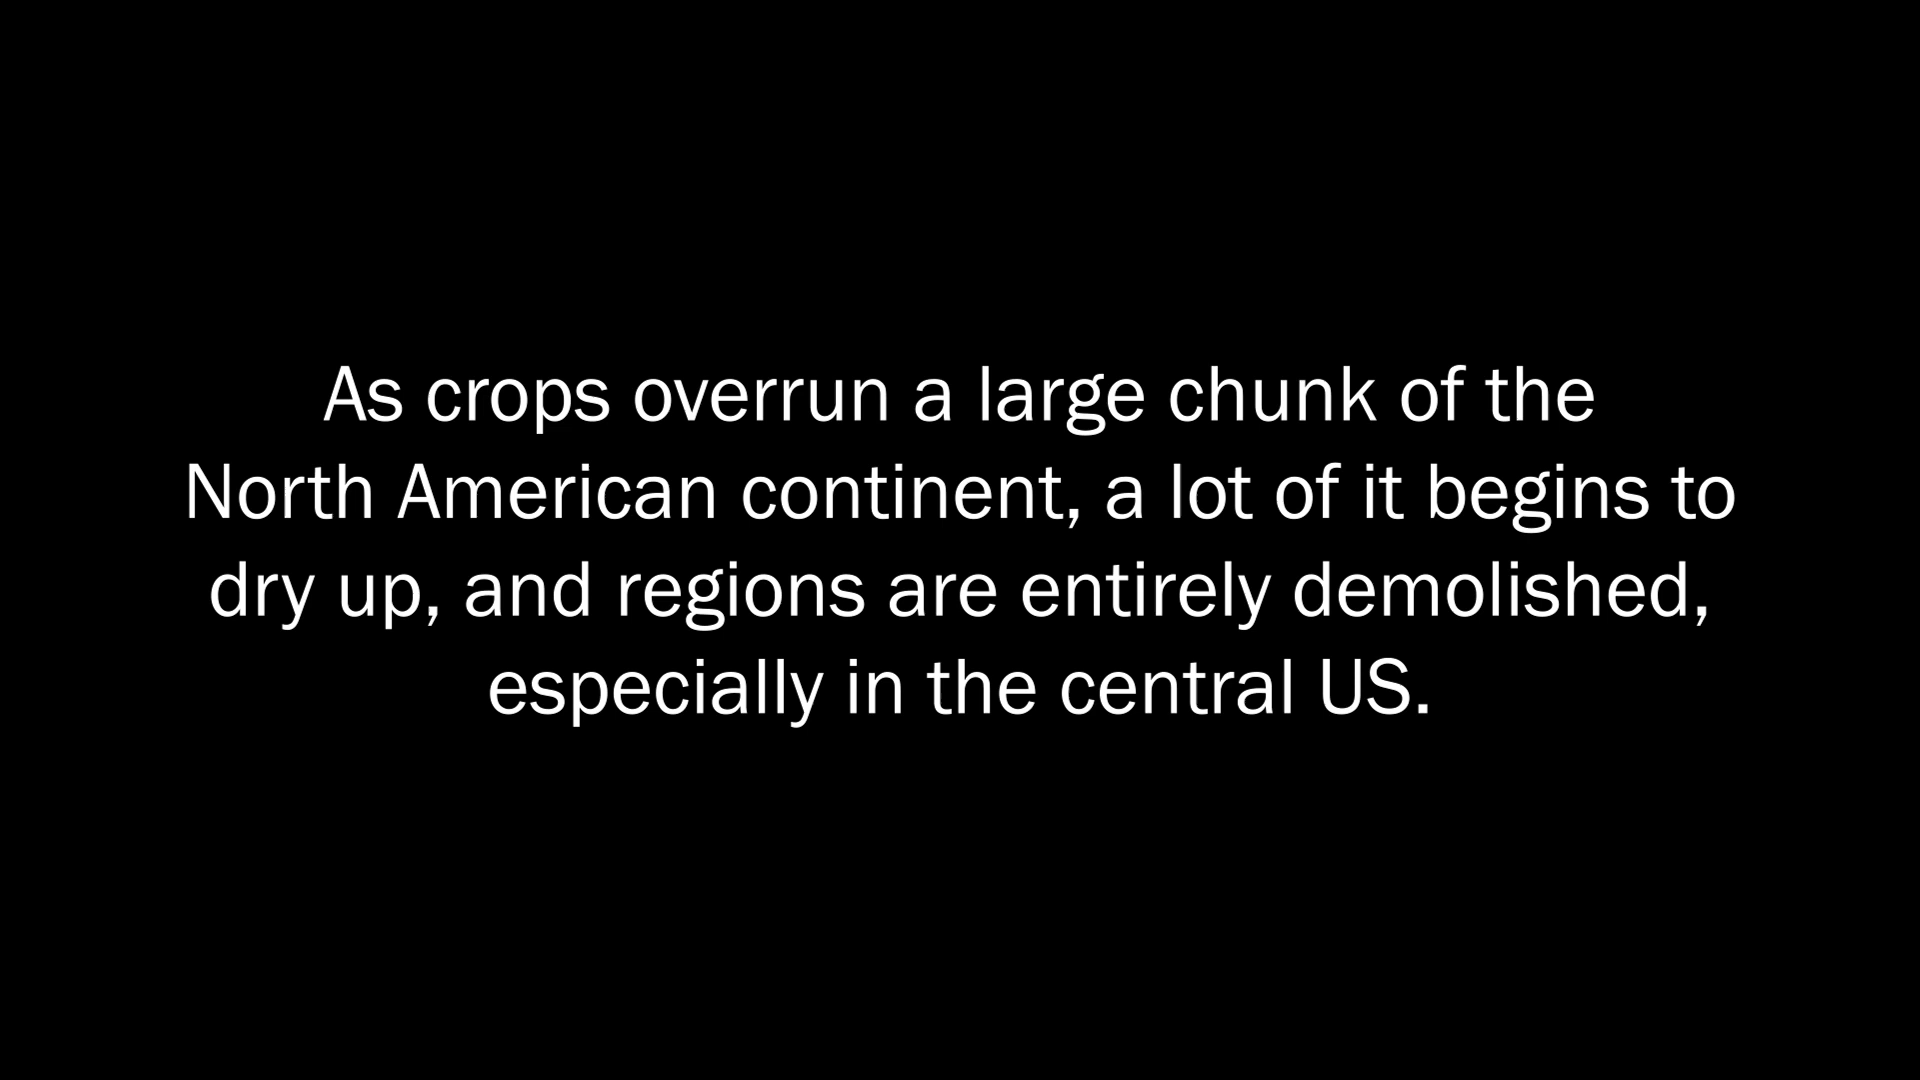 As crops overrun a large chunk of the
North American continent, a lot of it begins to
dry up, and regions are entirely demolished,
especially in the central US.